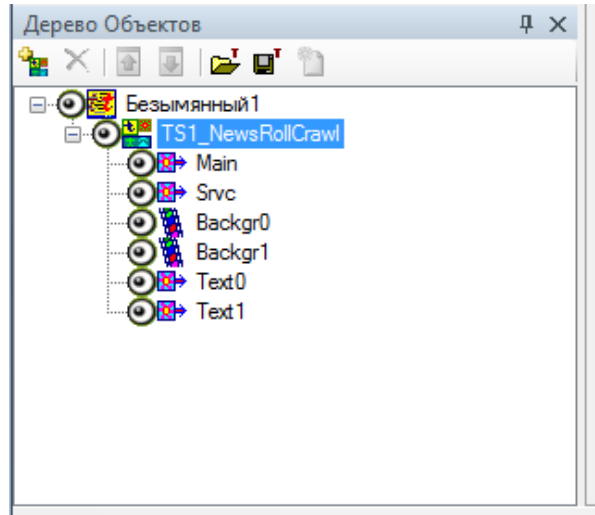 Дерево Объектов
Безымянный1
TS1_NewsRollCrawl
Main
Srvc
Backgr0
Backgr1
Text0
Text1